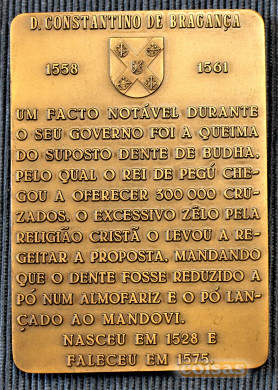 D. CONSTANTINO DE BRAGANÇA
1558 1561
UM FACTO NOTÁVEL DURANTE
O SEU GOVERNO FOI A QUEIMA
DO SUPOSTO DENTE DE BUDHA,
PELO QUAL O REI DE PEGÚ CHE-
GOU A OFERECER 300 000 CRU-
ZADOS. O EXCESSIVO ZÊLO PELA
RELIGIÃO CRISTÃ O LEVOU A RE-
GEITAR A PROPOSTA, MANDANDO
QUE O DENTE FOSSE REDUZIDO A
PÓ NUM ALMOFARIZ E O PÓ LAN-
ÇADO AO MANDOVI.
NASCEU EM 1528 E
FALECEU EM 1575.
coisas